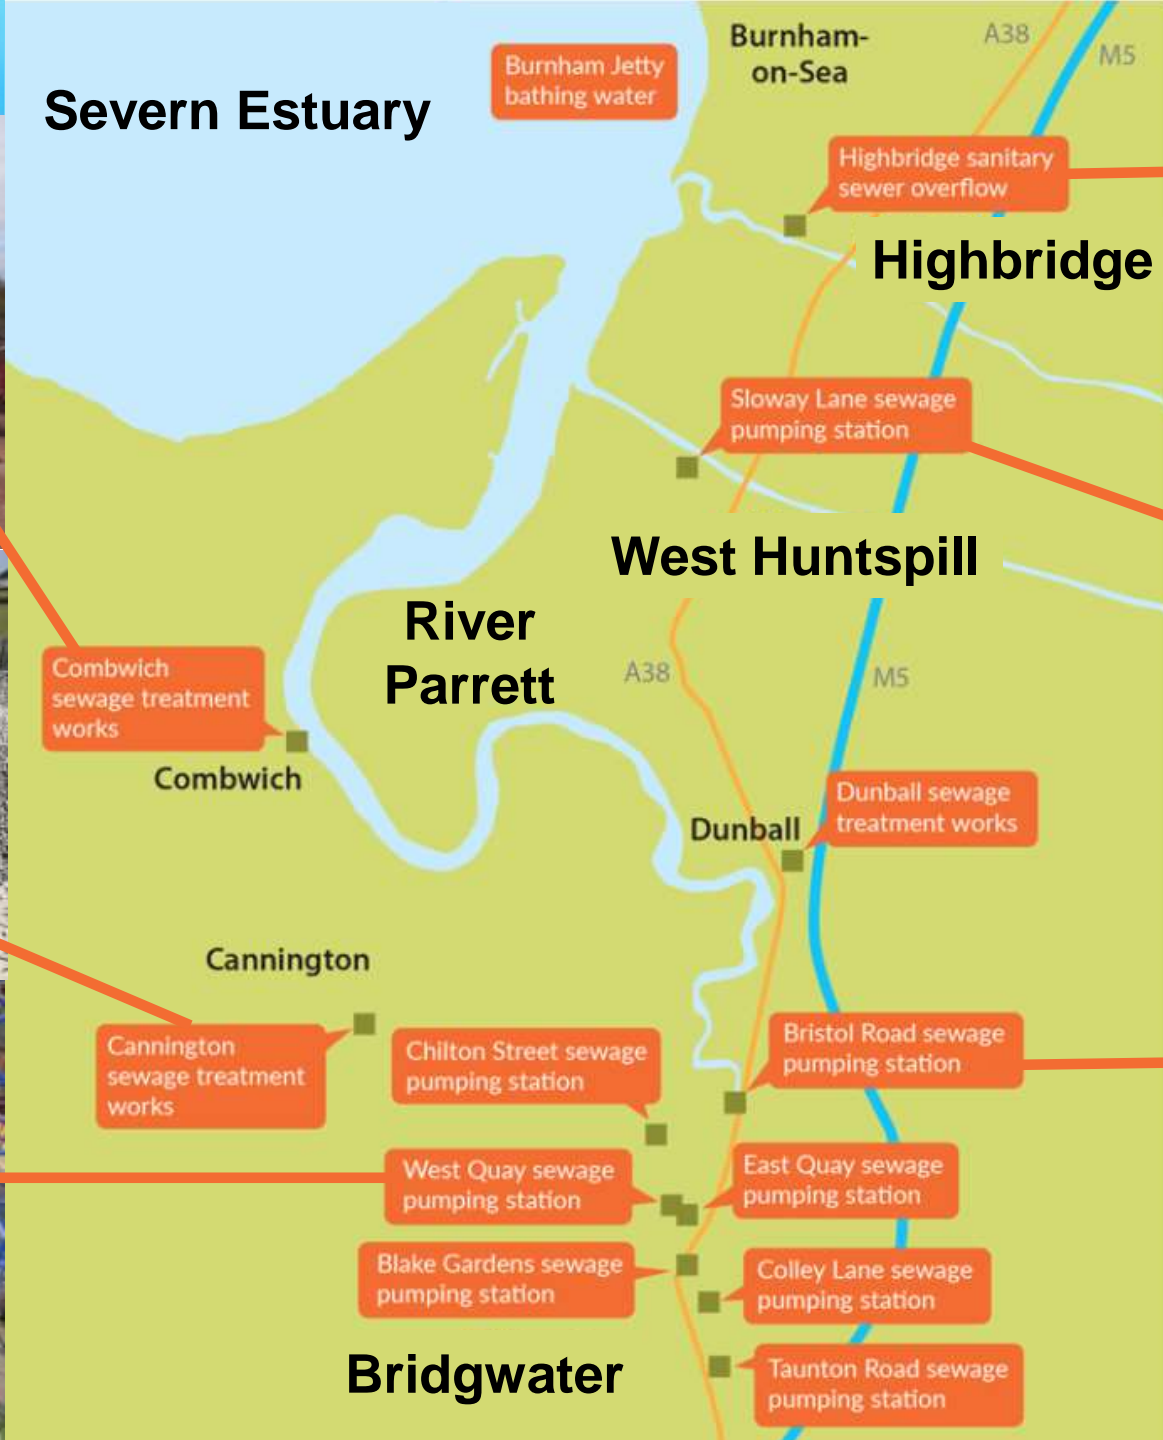 Burnham-
on-Sea
A38
M5
Burnham Jetty
bathing water
Severn Estuary
Highbridge sanitary
sewer overflow
Highbridge
Sloway Lane sewage
pumping station
West Huntspill
River
Parrett
A38
M5
Combwich
sewage treatment
works
Combwich
Dunball sewage
treatment works
Dunball
Cannington
Cannington
sewage treatment
works
Chilton Street sewage
pumping station
Bristol Road sewage
pumping station
West Quay sewage
pumping station
East Quay sewage
pumping station
Blake Gardens sewage
pumping station
Colley Lane sewage
pumping station
Bridgwater
Taunton Road sewage
pumping station